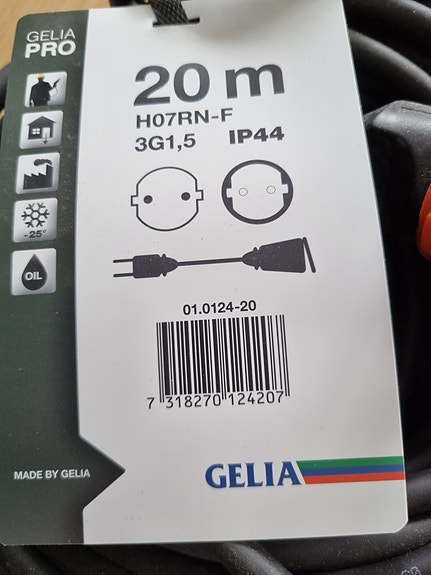 GELIA
PRO
20 m
H07RN-F
3G1,5 IP44
-25°
OIL
01.0124-20
7 318270 124207
MADE BY GELIA
GELIA